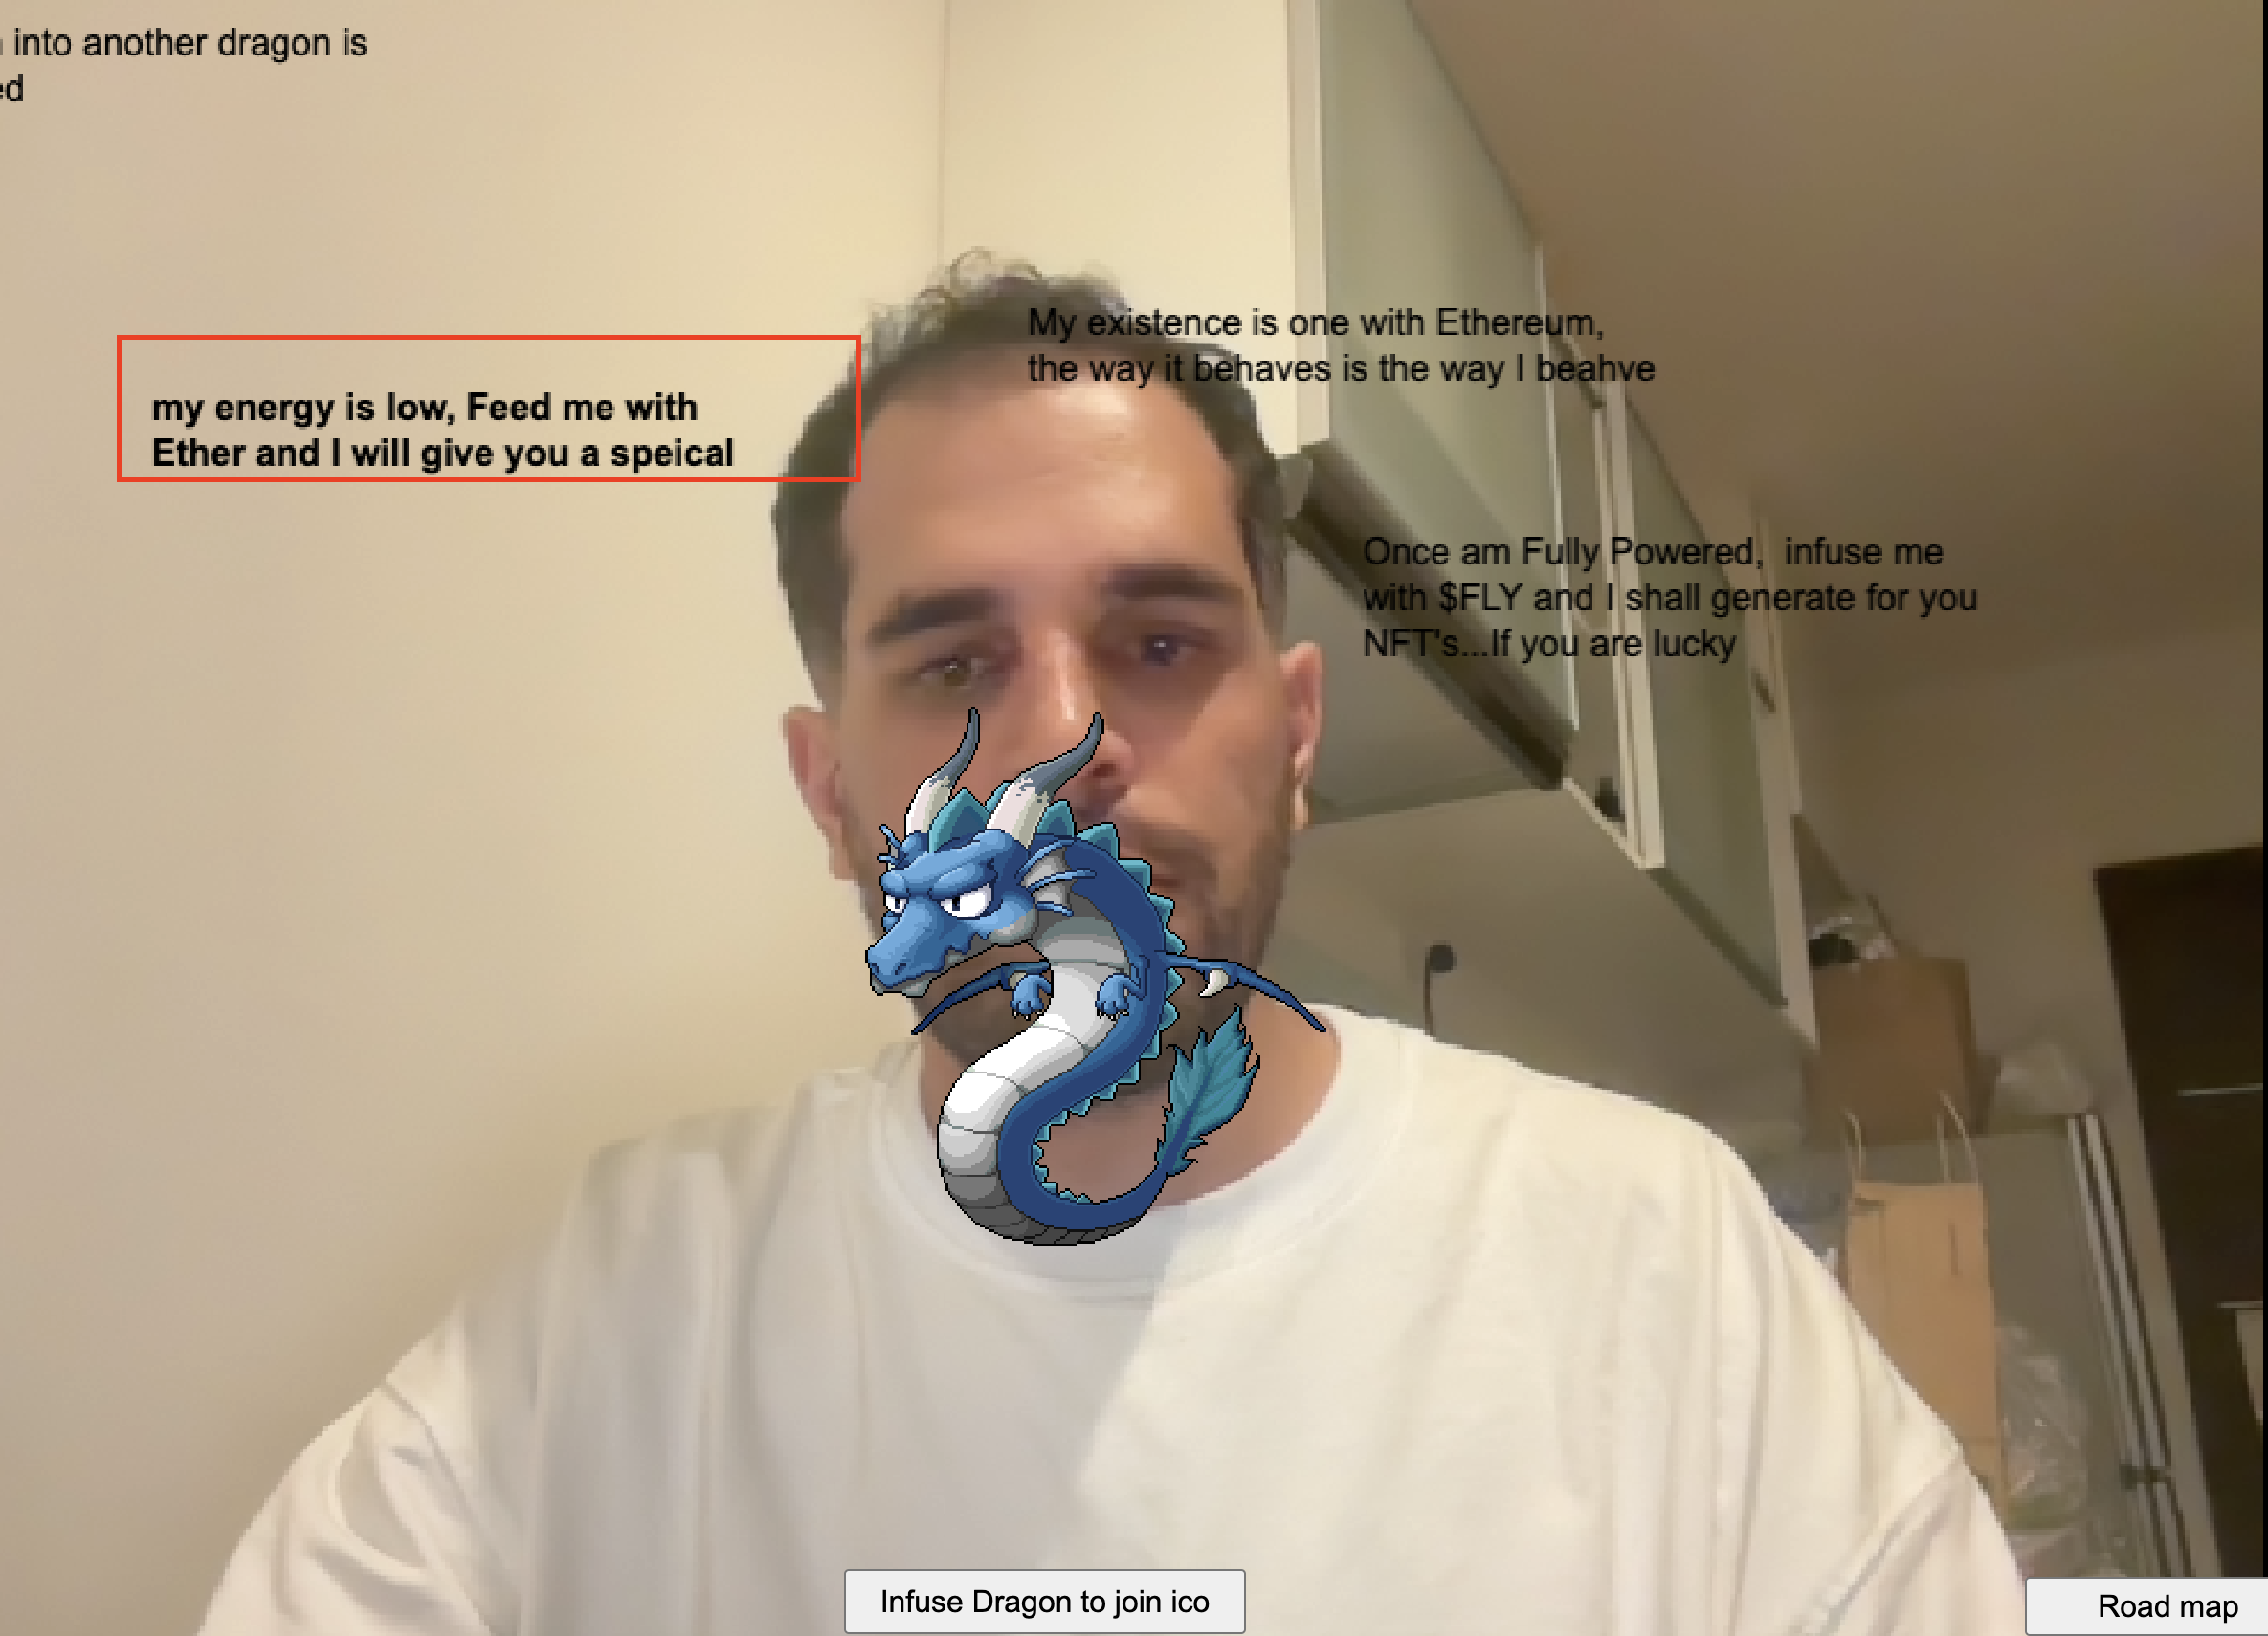 into another dragon is
ed
My existence is one with Ethereum,
the way it behaves is the way I beahve
my energy is low, Feed me with
Ether and I will give you a speical
Once am Fully Powered,  infuse me
with $FLY and I shall generate for you
NFT's...If you are lucky
Infuse Dragon to join ico
Road map